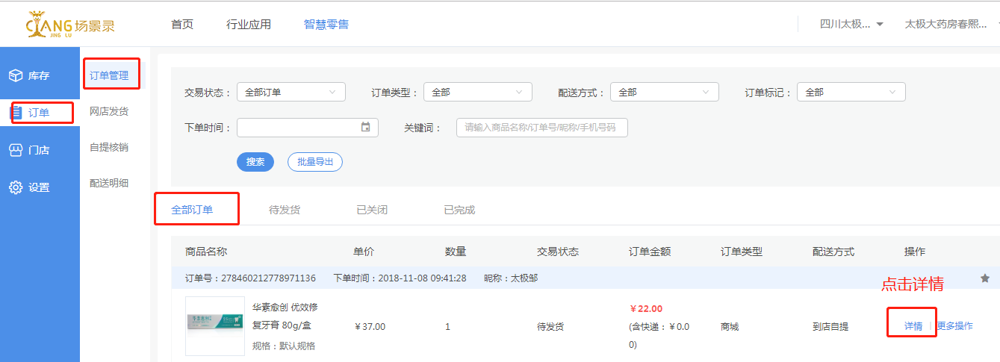 CJANG场景录
JING LU
首页
行业应用
智慧零售
四川太极...
太极大药房春熙...
库存
订单
门店
设置
订单管理
网店发货
自提核销
配送明细
交易状态：
全部订单
订单类型：
全部
配送方式：
全部
订单标记：
全部
下单时间：
关键词：
请输入商品名称/订单号/昵称/手机号码
搜索
批量导出
全部订单
待发货
已关闭
已完成
商品名称
单价
数量
交易状态
订单金额
订单类型
配送方式
操作
订单号：278460212778971136
下单时间：2018-11-08 09:41:28
昵称：太极邹
点击详情
华素愈创 优效修
复牙膏 80g/盒
规格：默认规格
￥37.00
1
待发货
￥22.00
(含快递：￥0.0
0)
商城
到店自提
详情
更多操作